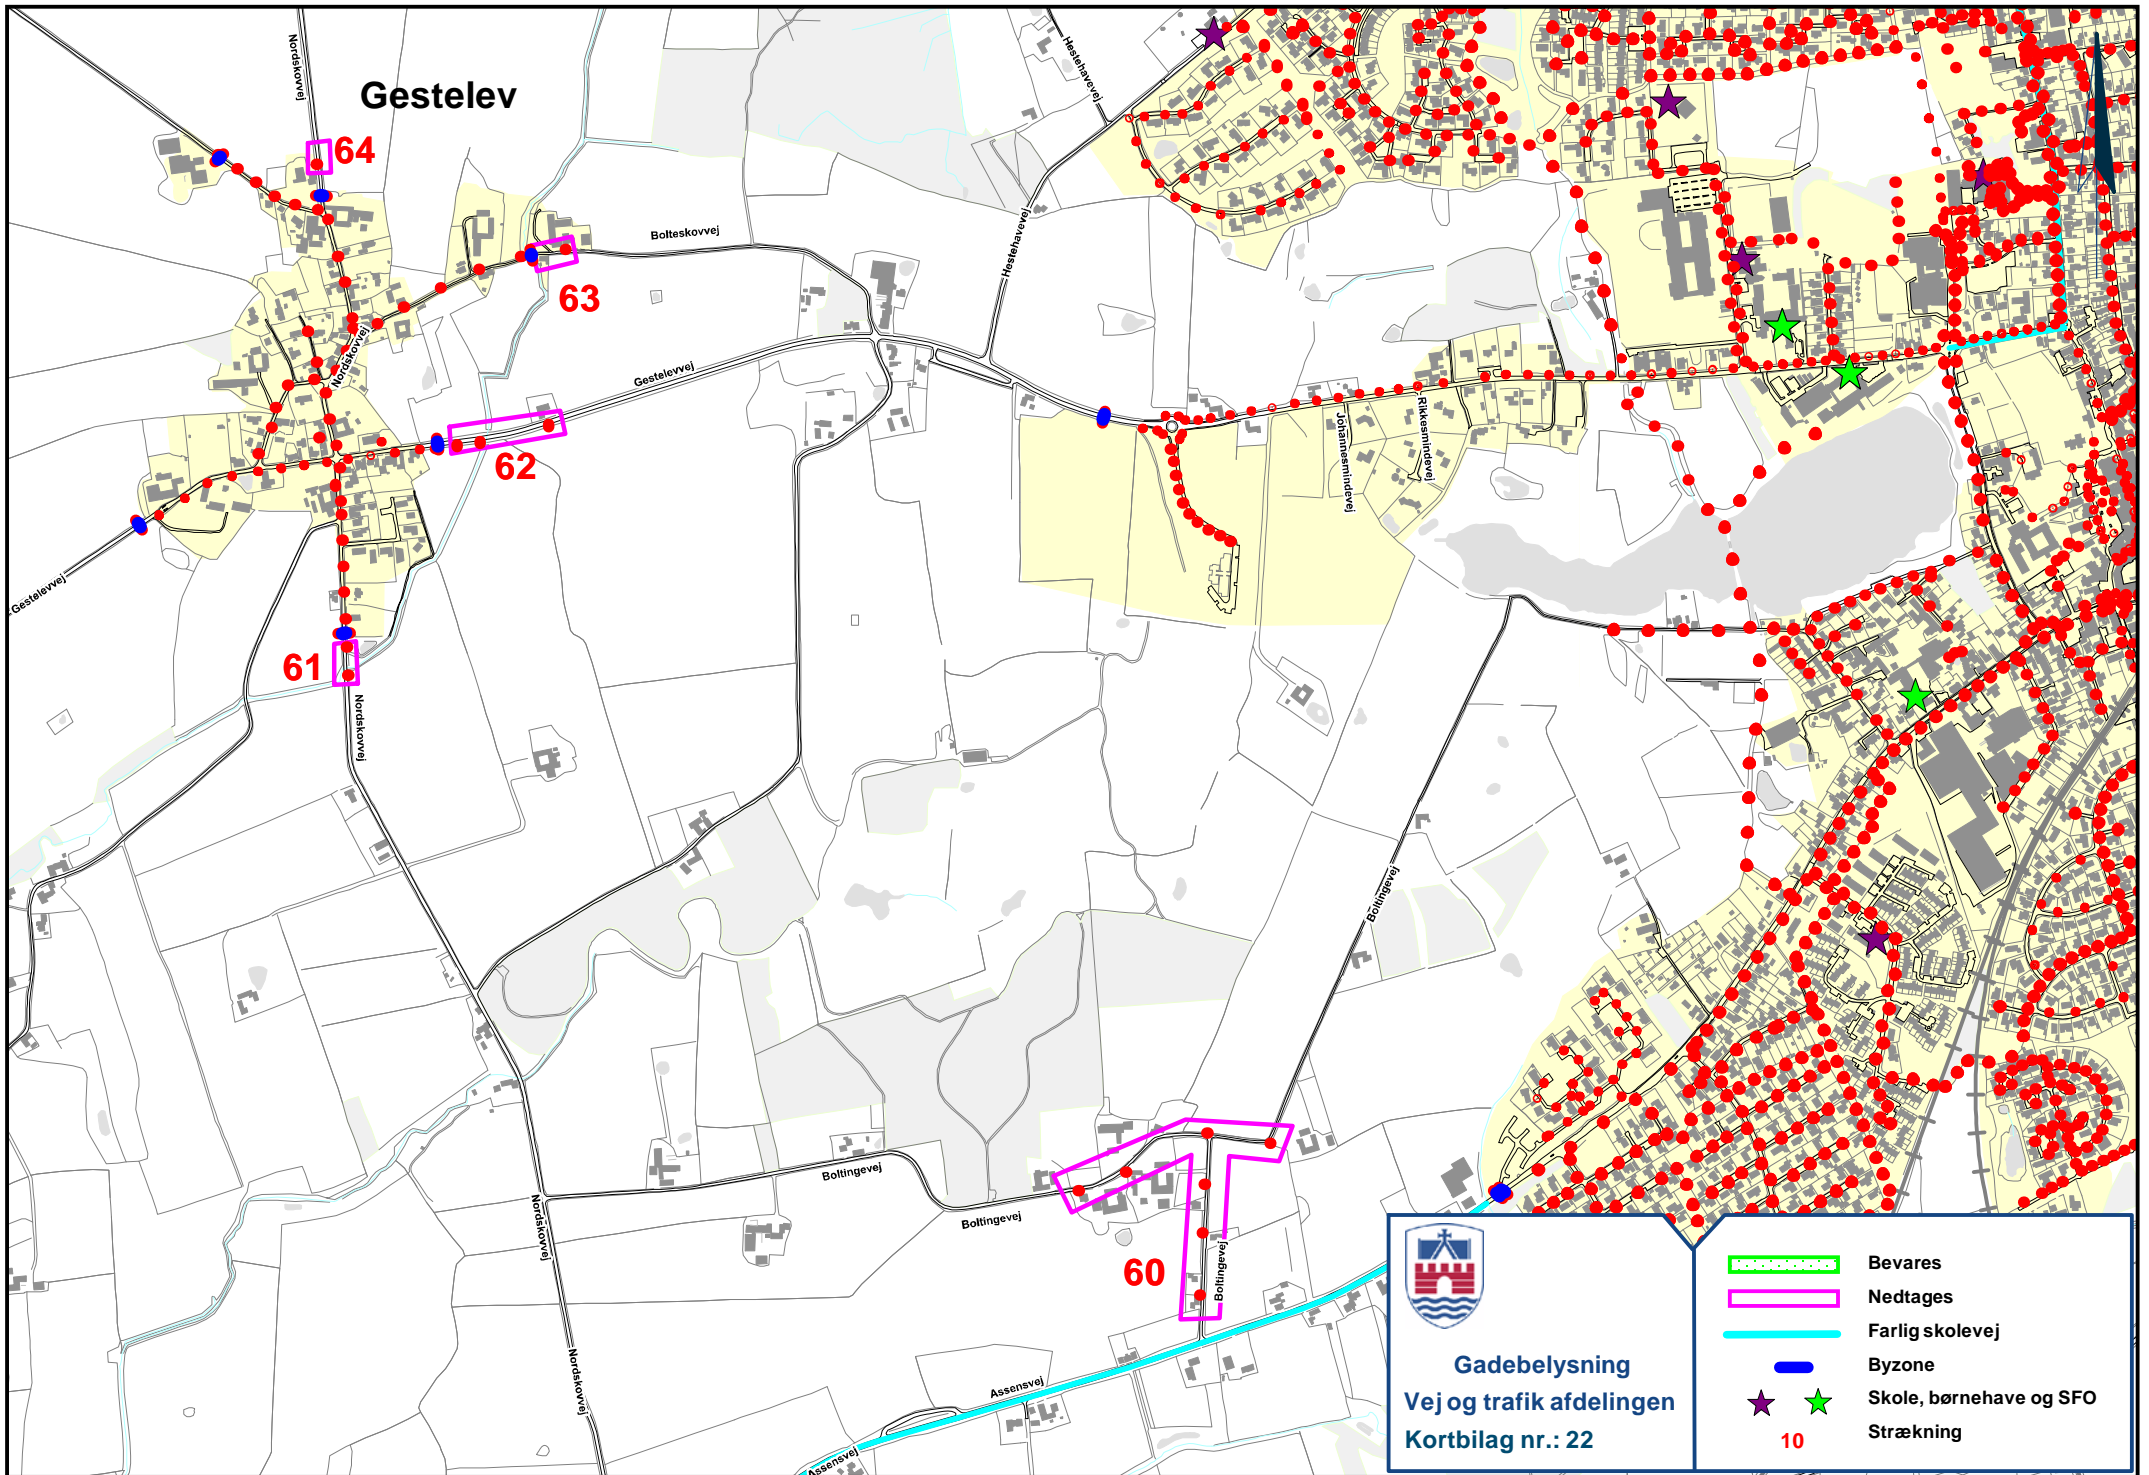 Gestelev
Nordskovvej
64
Hestehavevej
Bolteskovvej
Hestehavevej
63
Nordskovvej
Gestelevvej
62
Johannesmindevej
Rikkesmindevej
Gestelevvej
61
Nordskovvej
Boltingevej
Boltingevej
Boltingevej
Nordskovvej
60
Boltingevej
Nordskovvej
Assensvej
Assensvej
Gadebelysning
Vej og trafik afdelingen
Kortbilag nr.: 22
Bevares
Nedtages
Farlig skolevej
Byzone
Skole, børnehave og SFO
10 Strækning